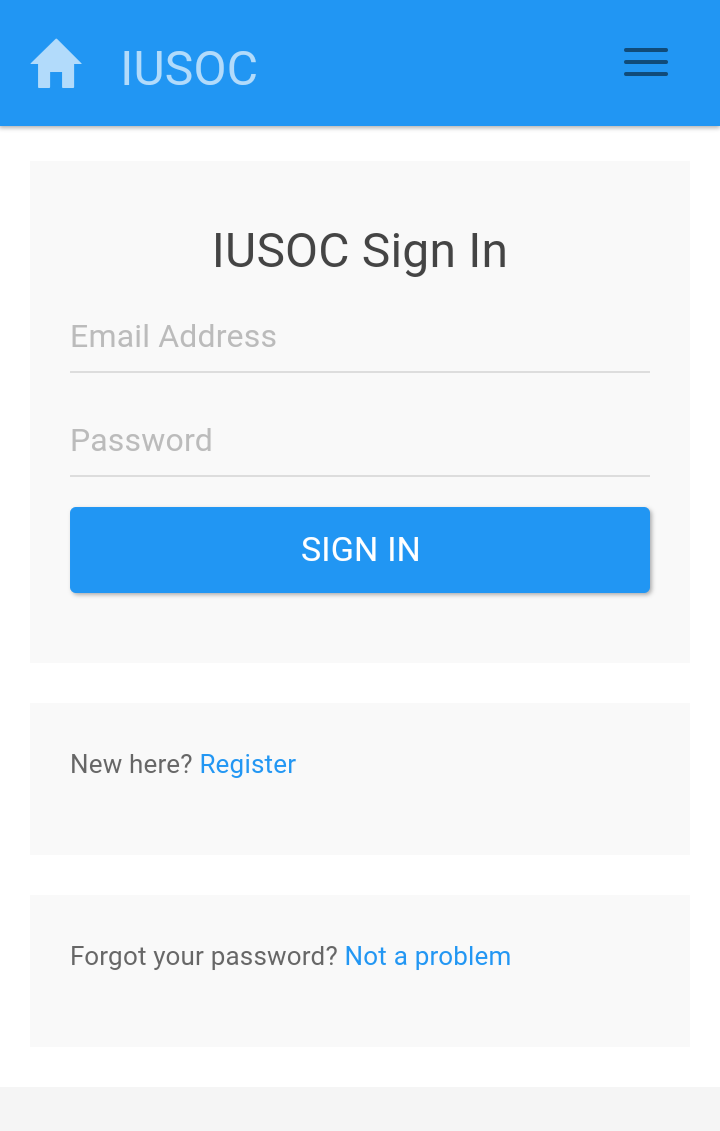 IUSOC
IUSOC Sign In
Email Address
Password
SIGN IN
New here? Register
Forgot your password? Not a problem